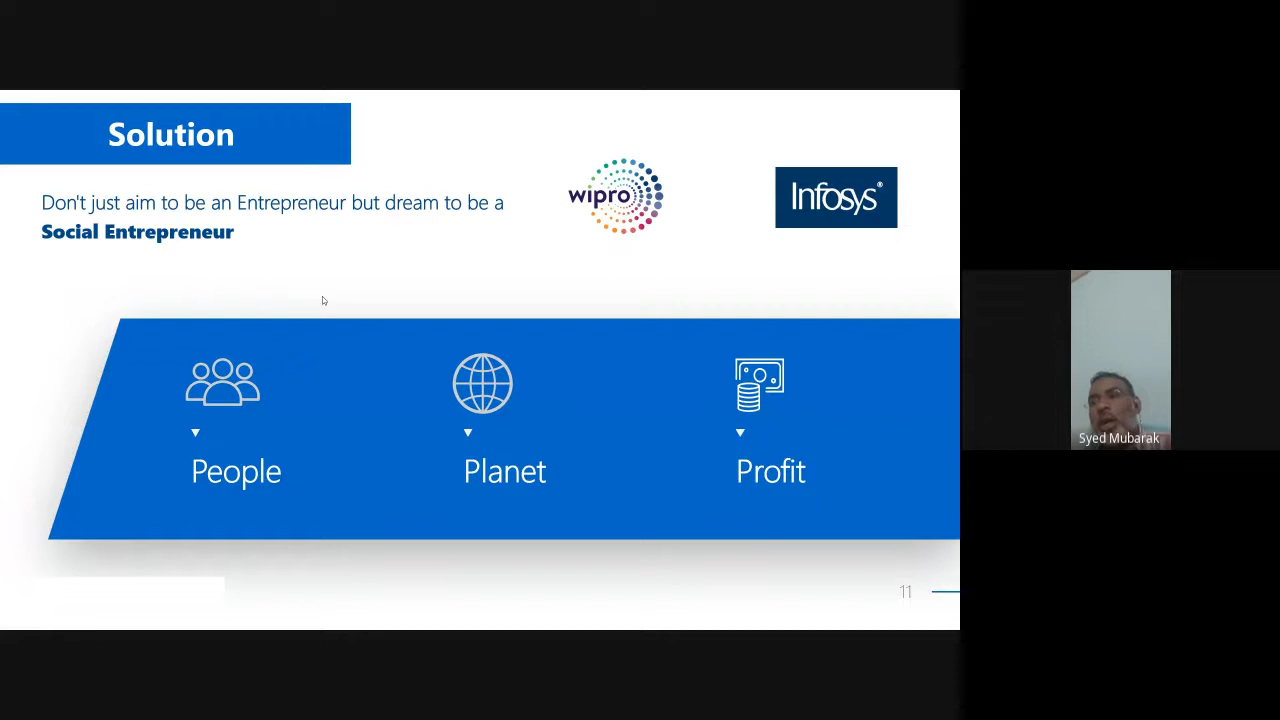 Solution
Don't just aim to be an Entrepreneur but dream to be a
Social Entrepreneur
wipro
Infosys®
People
Planet
Profit
11
Syed Mubarak